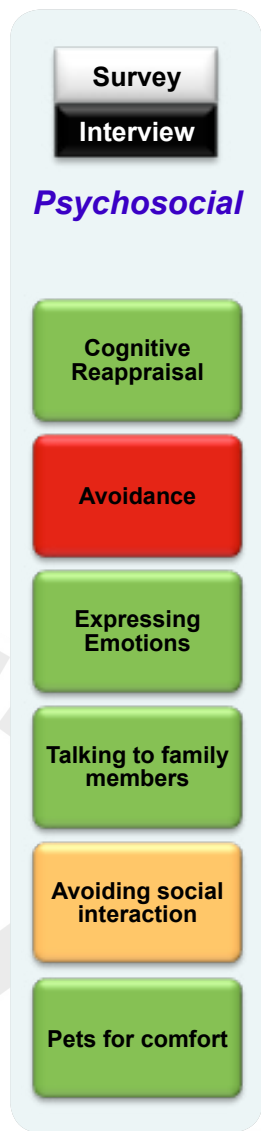 Survey
Interview
Psychosocial
Cognitive
Reappraisal
Avoidance
Expressing
Emotions
Talking to family
members
Avoiding social
interaction
Pets for comfort